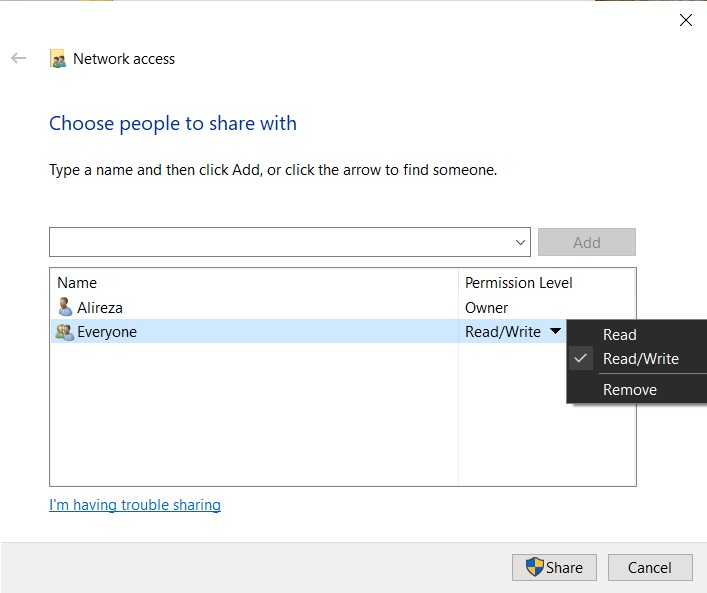 Network access
Choose people to share with
Type a name and then click Add, or click the arrow to find someone.
Add
Name Permission Level
Alireza Owner
Everyone Read/Write
Read
Read/Write
Remove
I'm having trouble sharing
Share Cancel